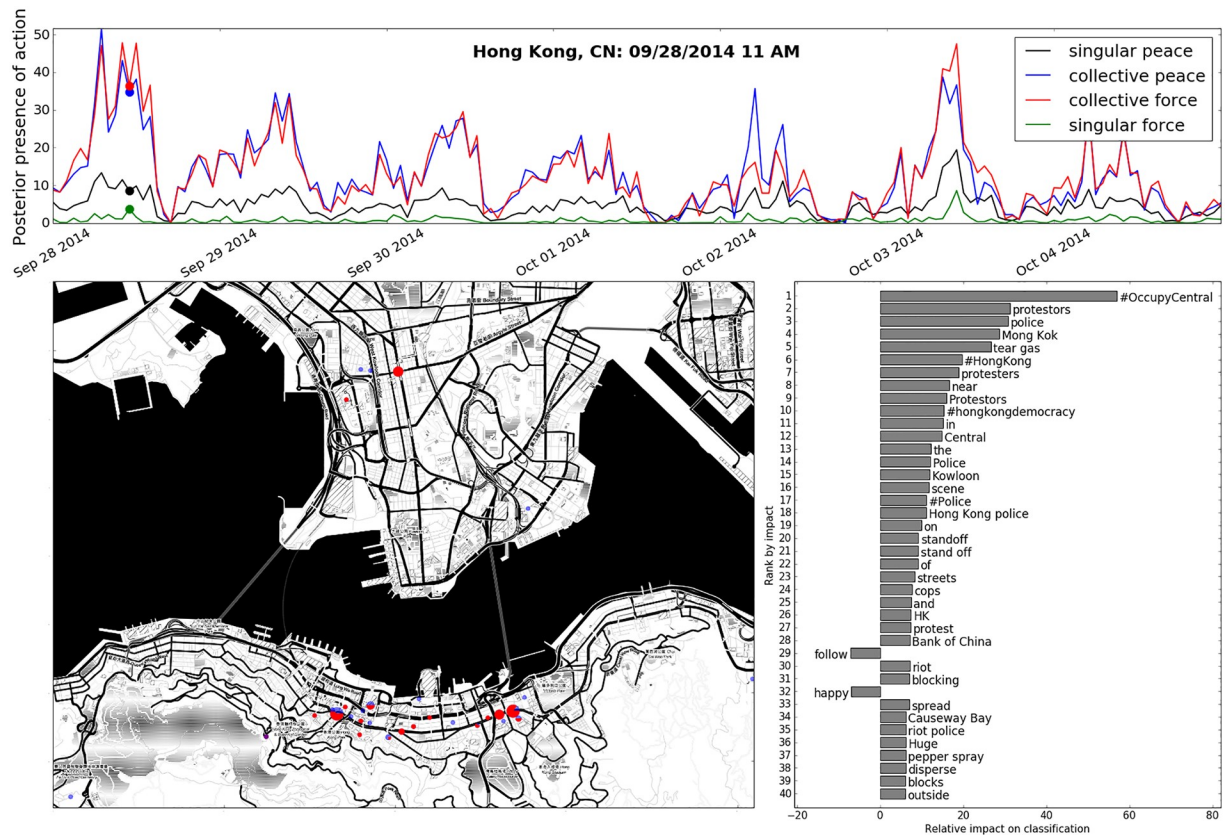 Hong Kong, CN: 09/28/2014 11 AM
Posterior presence of action
50
40
30
20
10
0
singular peace
collective peace
collective force
singular force
Sep 28 2014
Sep 29 2014
Sep 30 2014
Oct 01 2014
Oct 02 2014
Oct 03 2014
Oct 04 2014
Boundary Street
Argyle Street
Rank by impact
1 #OccupyCentral
2 protestors
3 police
4 Mong Kok
5 tear gas
6 #HongKong
7 protesters
8 near
9 Protestors
10 #hongkongdemocracy
11 in
12 Central
13 the
14 Police
15 Kowloon
16 scene
17 #Police
18 Hong Kong police
19 on
20 standoff
21 stand off
22 of
23 streets
24 cops
25 and
26 HK
27 protest
28 Bank of China
29 follow
30 riot
31 blocking
32 happy
33 spread
34 Causeway Bay
35 riot police
36 Huge
37 pepper spray
38 disperse
39 blocks
40 outside
−20 0 20 40 60 80
Relative impact on classification